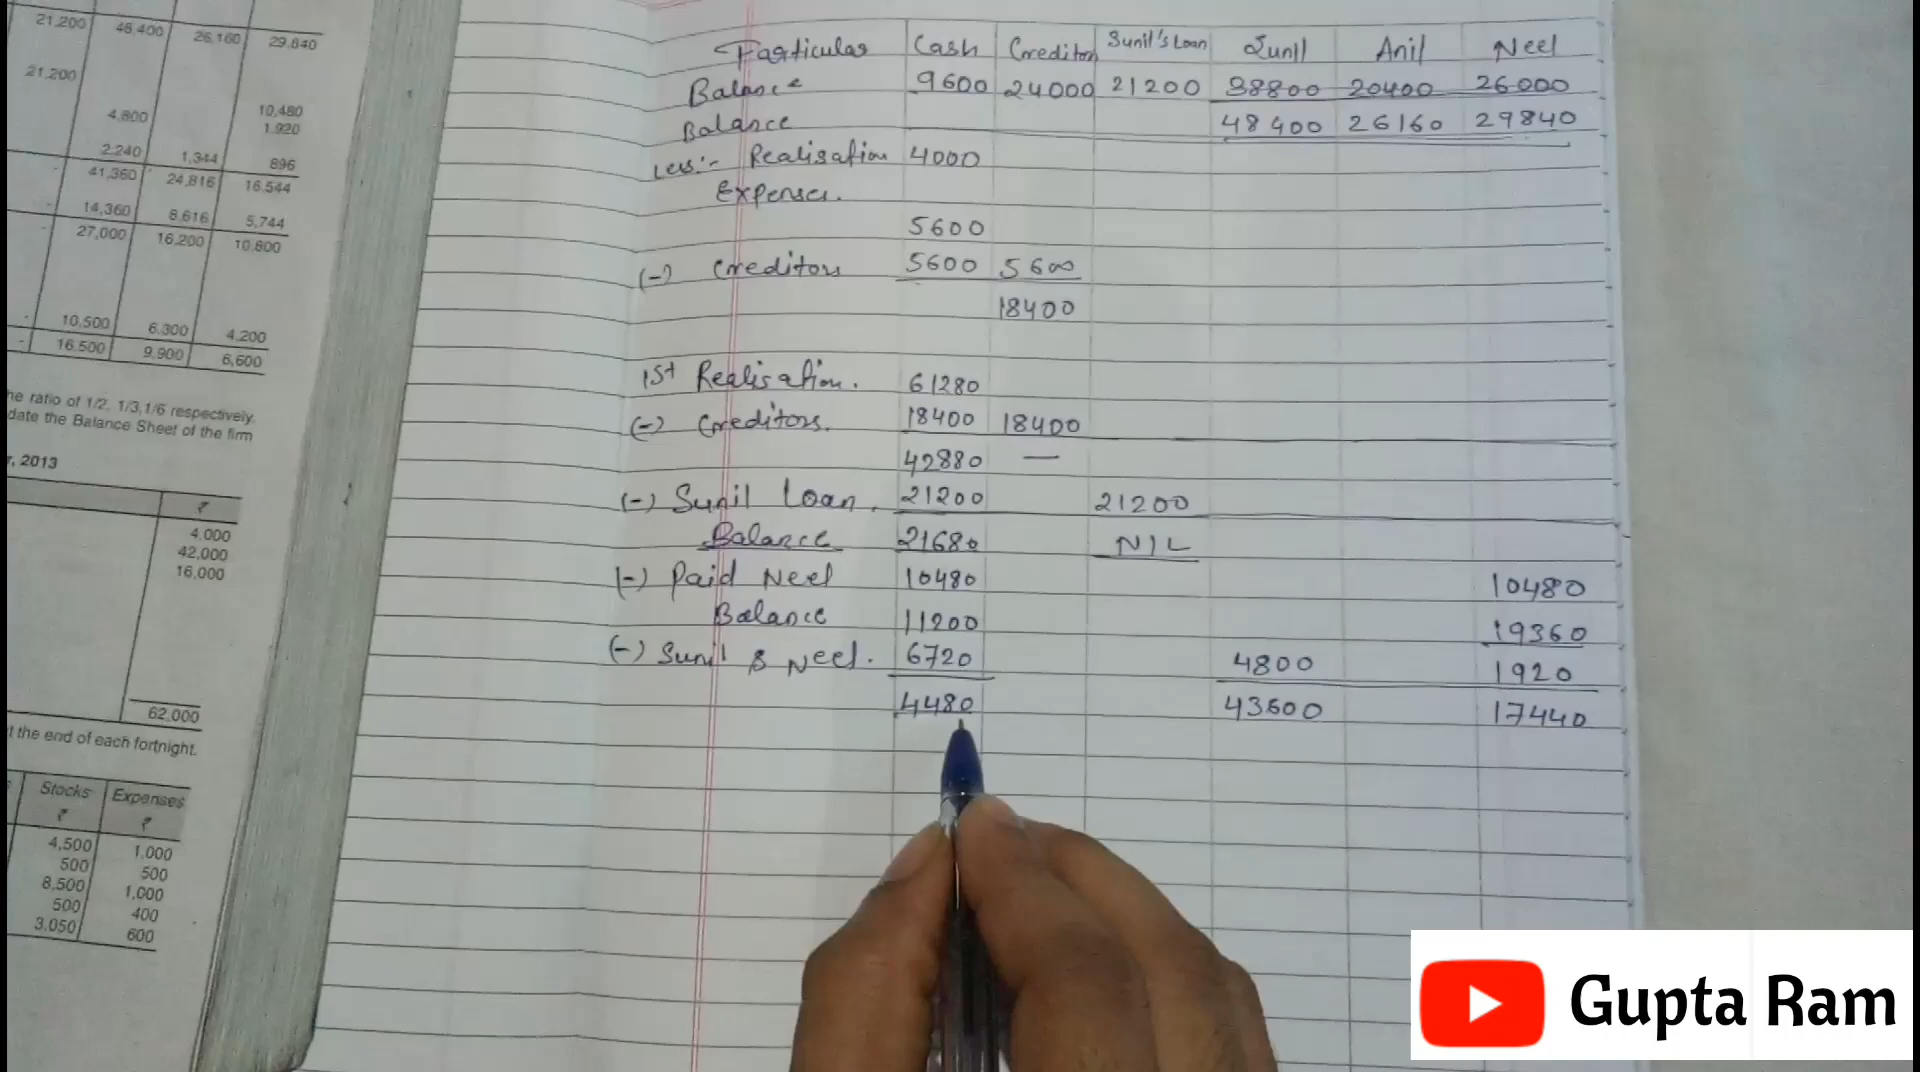 21,200 48,400 26,160 29,840
21,200
10,480
4,800 1,920
2,240 1,344 896
41,360 24,816 16,544
14,360 8,616 5,744
27,000 16,200 10,800
10,500 6,300 4,200
16,500 9,900 6,600
he ratio of 1/2, 1/3,1/6 respectively.
date the Balance Sheet of the firm
, 2013
₹
4,000
42,000
16,000
62,000
t the end of each fortnight.
Stocks Expenses
₹ ₹
4,500 1,000
500 500
8,500 1,000
500 400
3,050 600
Particular Cash Creditors Sunil's Loan Sunil Anil Neel
Balance 9600 24000 21200 38800 20400 26000
Balance 48400 26160 29840
Less:- Realisation 4000
Expenses.
5600
(-) Creditors 5600 5600
18400
1st Realisation. 61280
(-) Creditors. 18400 18400
42880 —
(-) Sunil Loan. 21200 21200
Balance 21680 NIL
(-) Paid Neel 10480 10480
Balance 11200 19360
(-) Sunil & Neel. 6720 4800 1920
4480 43600 17440
Gupta Ram